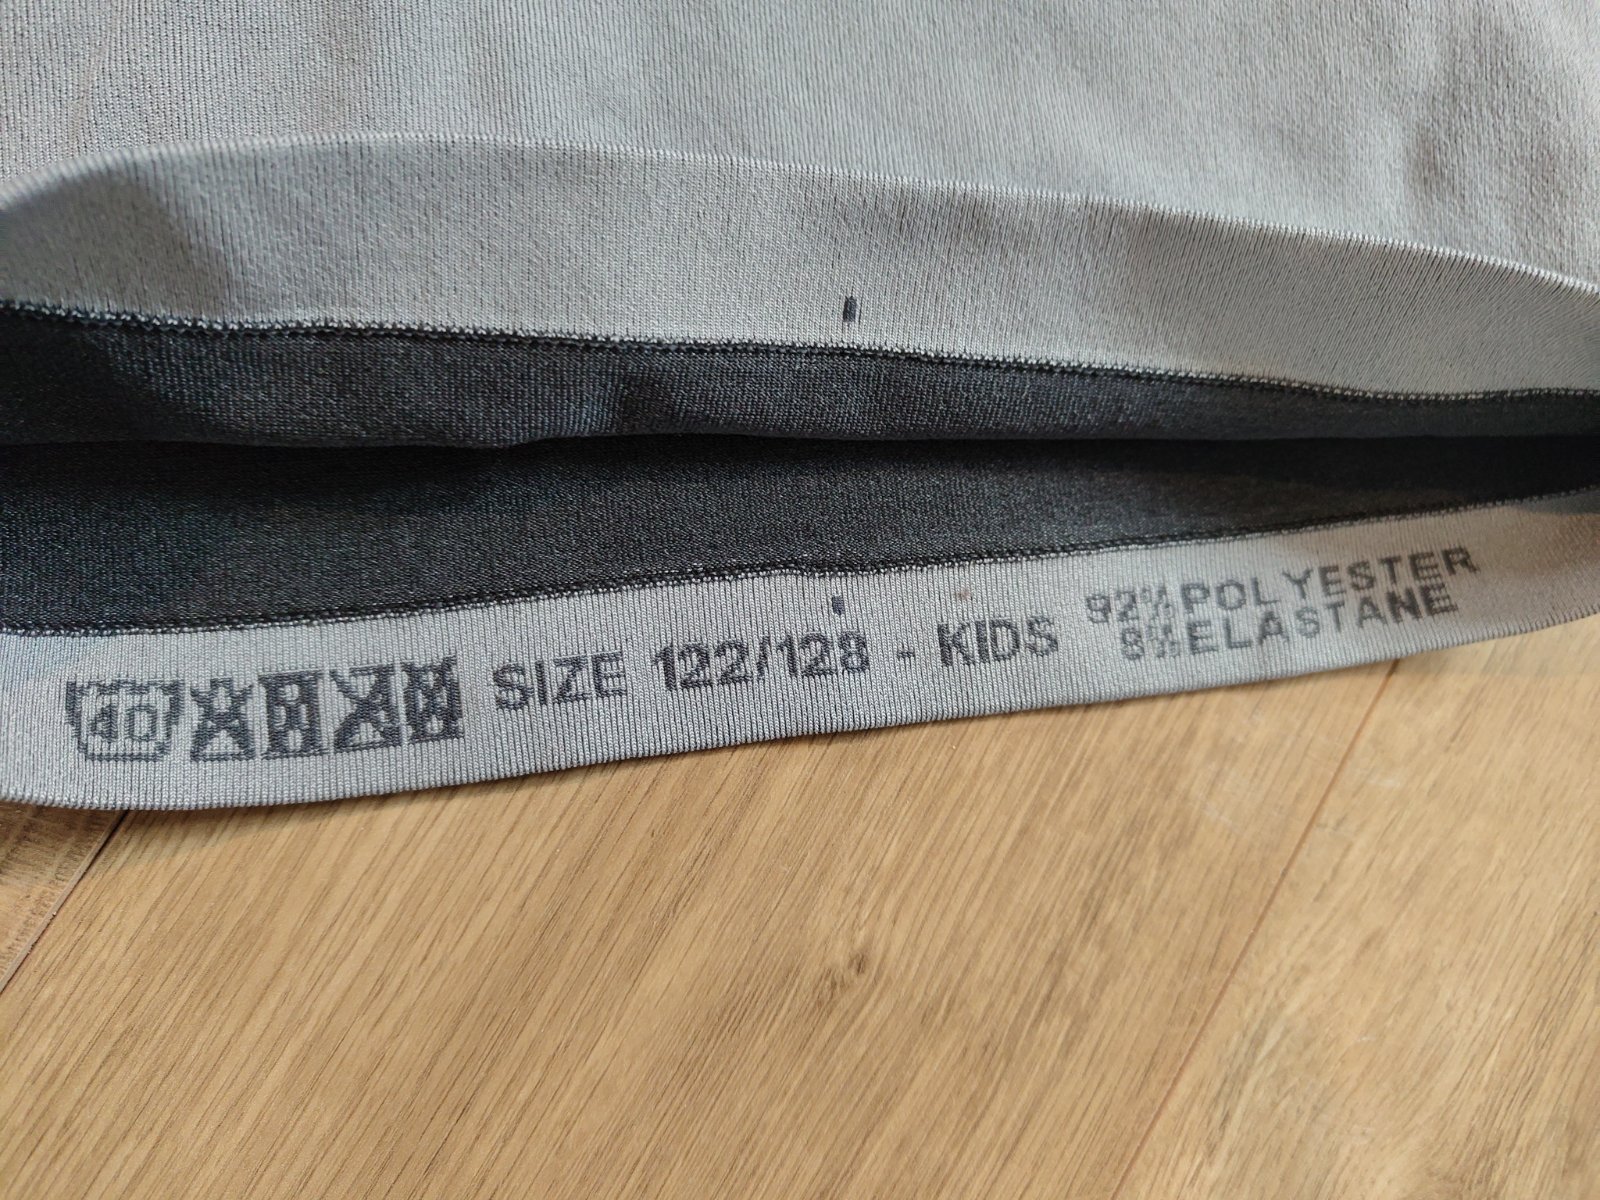 40 SIZE 122/128 - KIDS
92% POLYESTER
8% ELASTANE